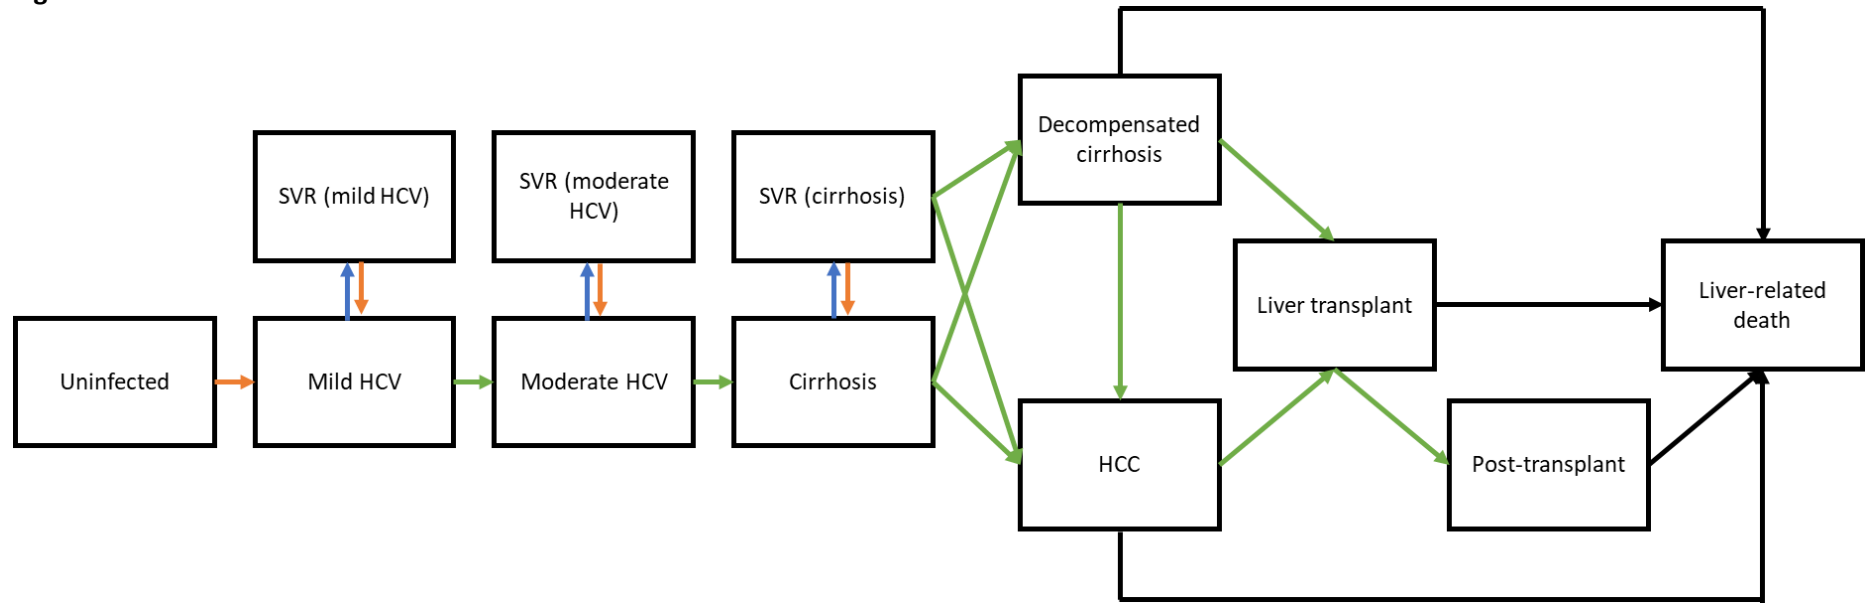 Decompensated
cirrhosis
SVR (mild HCV)
SVR (moderate
HCV)
SVR (cirrhosis)
Liver transplant
Liver-related
death
Uninfected
Mild HCV
Moderate HCV
Cirrhosis
HCC
Post-transplant